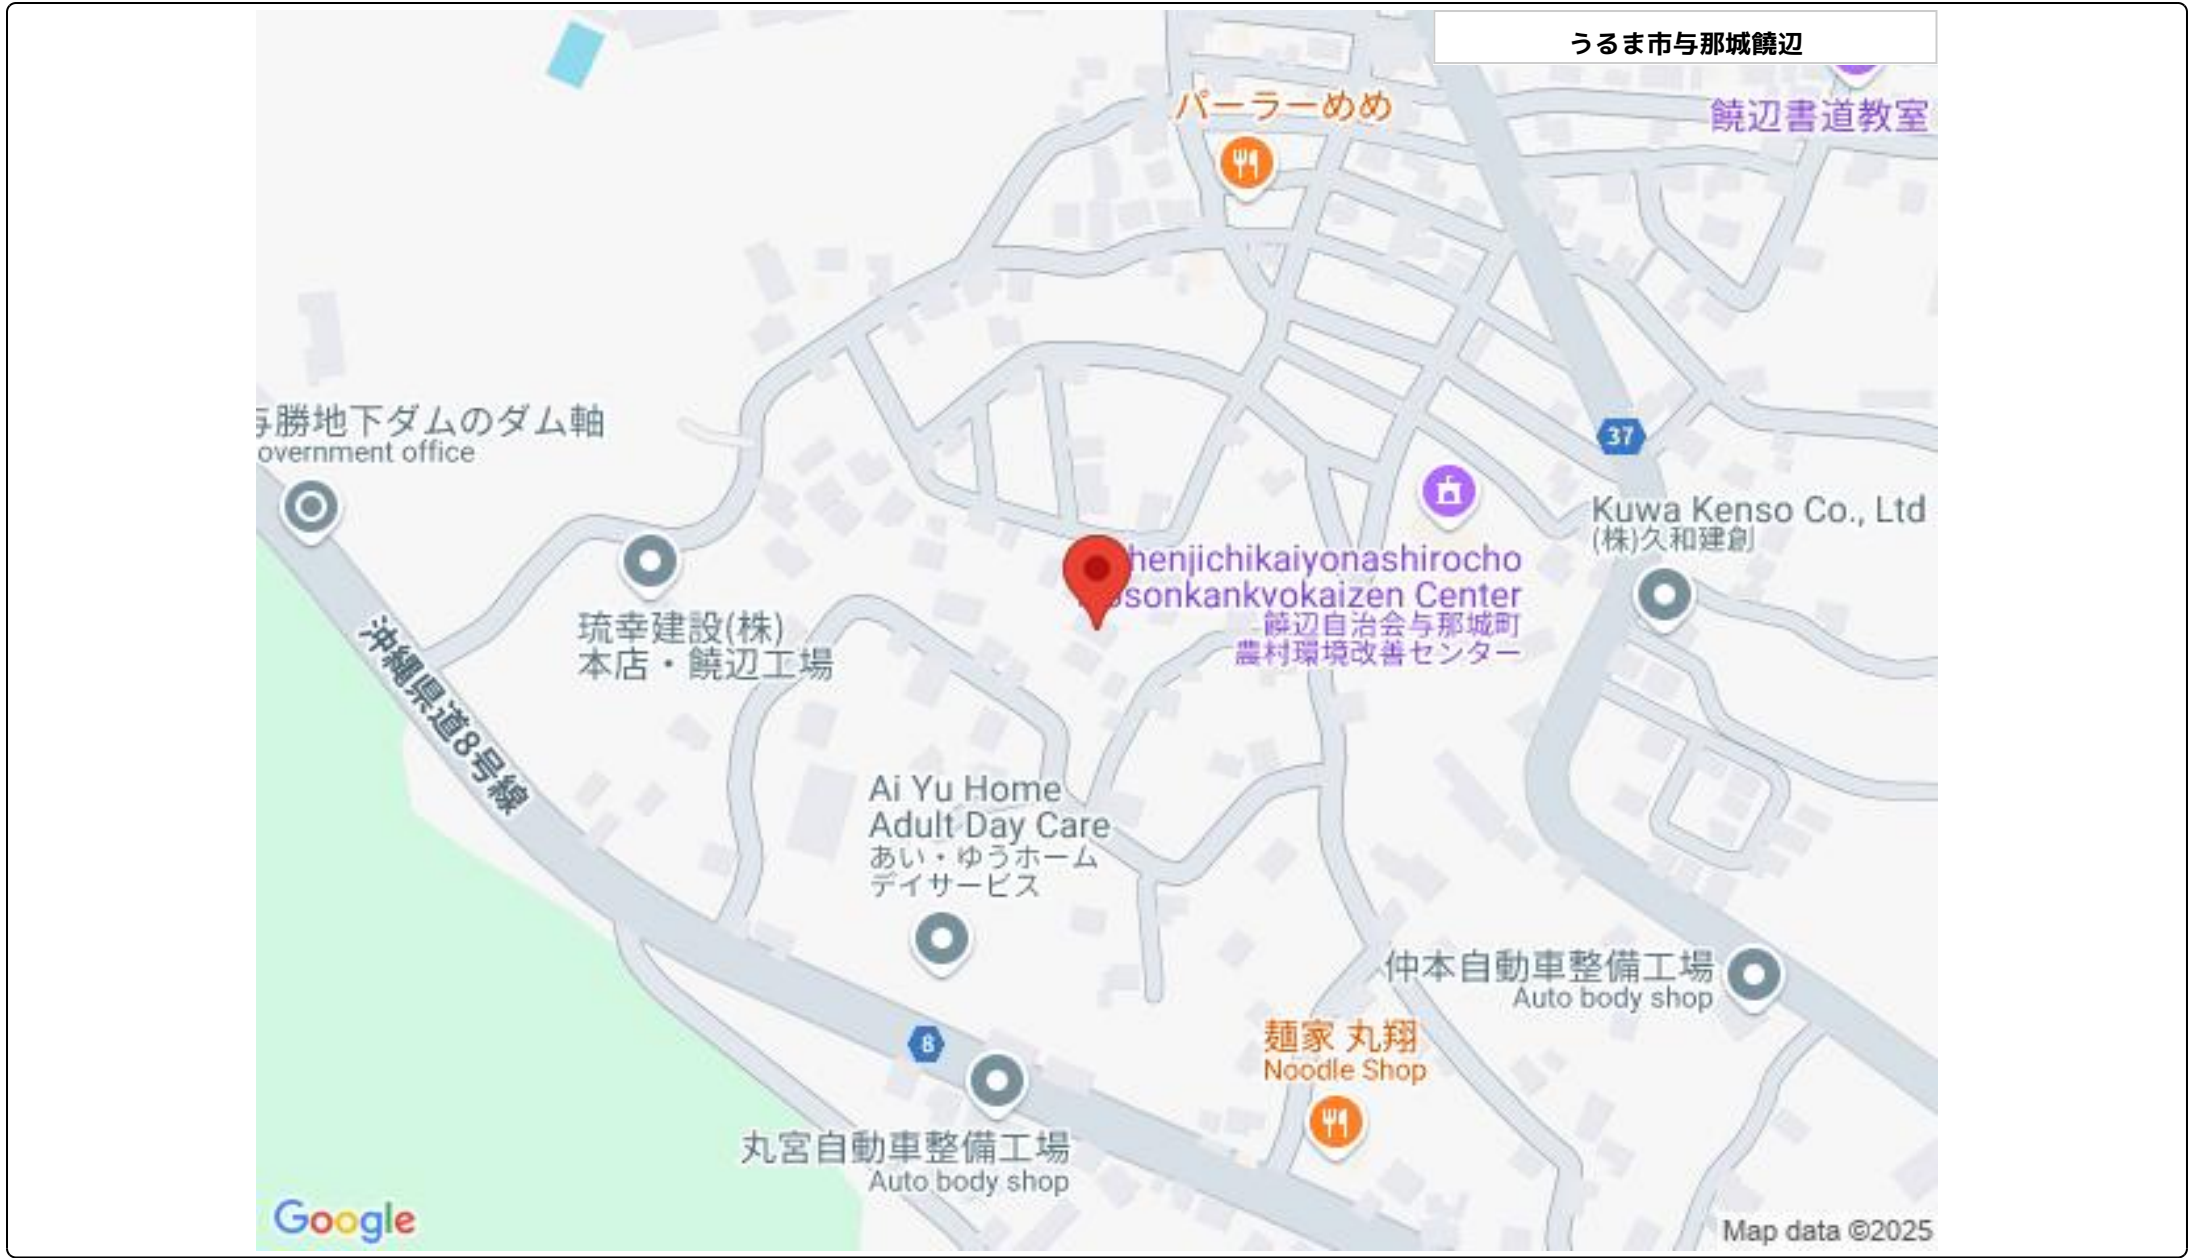 うるま市与那城饒辺
パーラーめめ
饒辺書道教室
勝地下ダムのダム軸
overnment office
37
Kuwa Kenso Co., Ltd
(株)久和建創
henjichikaiyonashirocho
osonkankyokaizen Center
饒辺自治会与那城町
農村環境改善センター
琉幸建設(株)
本店・饒辺工場
沖縄県道8号線
Ai Yu Home
Adult Day Care
あい・ゆうホーム
デイサービス
仲本自動車整備工場
Auto body shop
8
麺家 丸翔
Noodle Shop
丸宮自動車整備工場
Auto body shop
Google
Map data ©2025